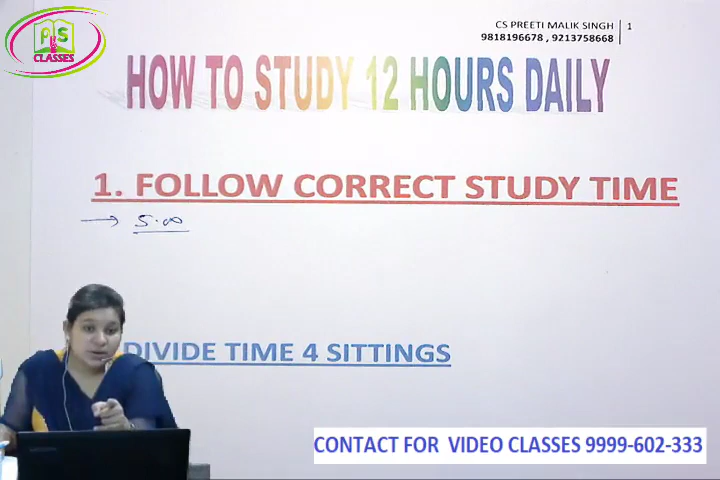 PS
CLASSES
CS PREETI MALIK SINGH | 1
9818196678 , 9213758668
HOW TO STUDY 12 HOURS DAILY
1. FOLLOW CORRECT STUDY TIME
→ 5.00
DIVIDE TIME 4 SITTINGS
CONTACT FOR VIDEO CLASSES 9999-602-333